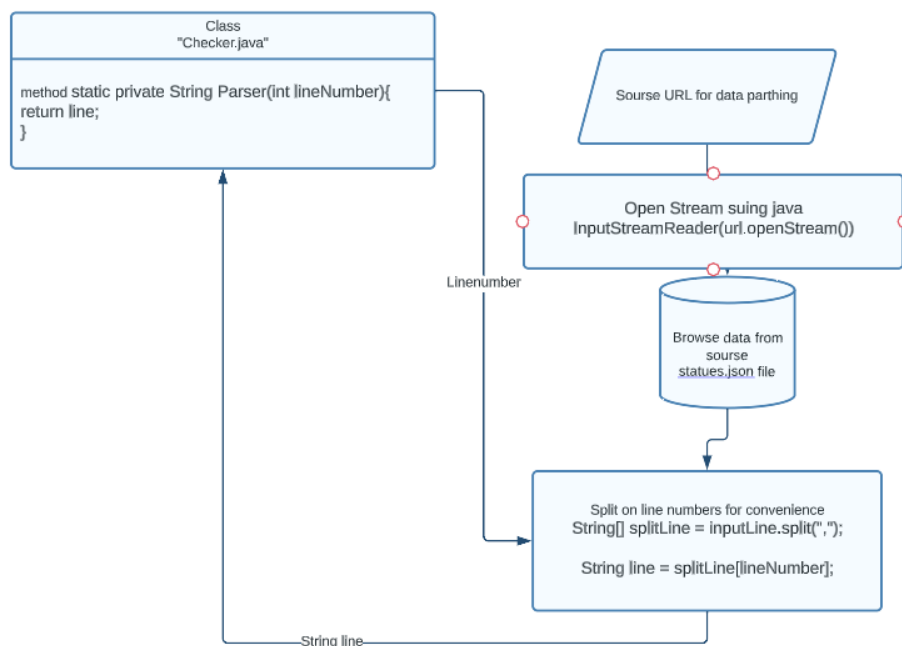 Class
"Checker.java"
method static private String Parser(int lineNumber){
return line;
}
Sourse URL for data parthing
Open Stream suing java
InputStreamReader(url.openStream())
Linenumber
Browse data from
sourse
statues.json file
Split on line numbers for convenience
String[] splitLine = inputLine.split(",");
String line = splitLine[lineNumber];
String line